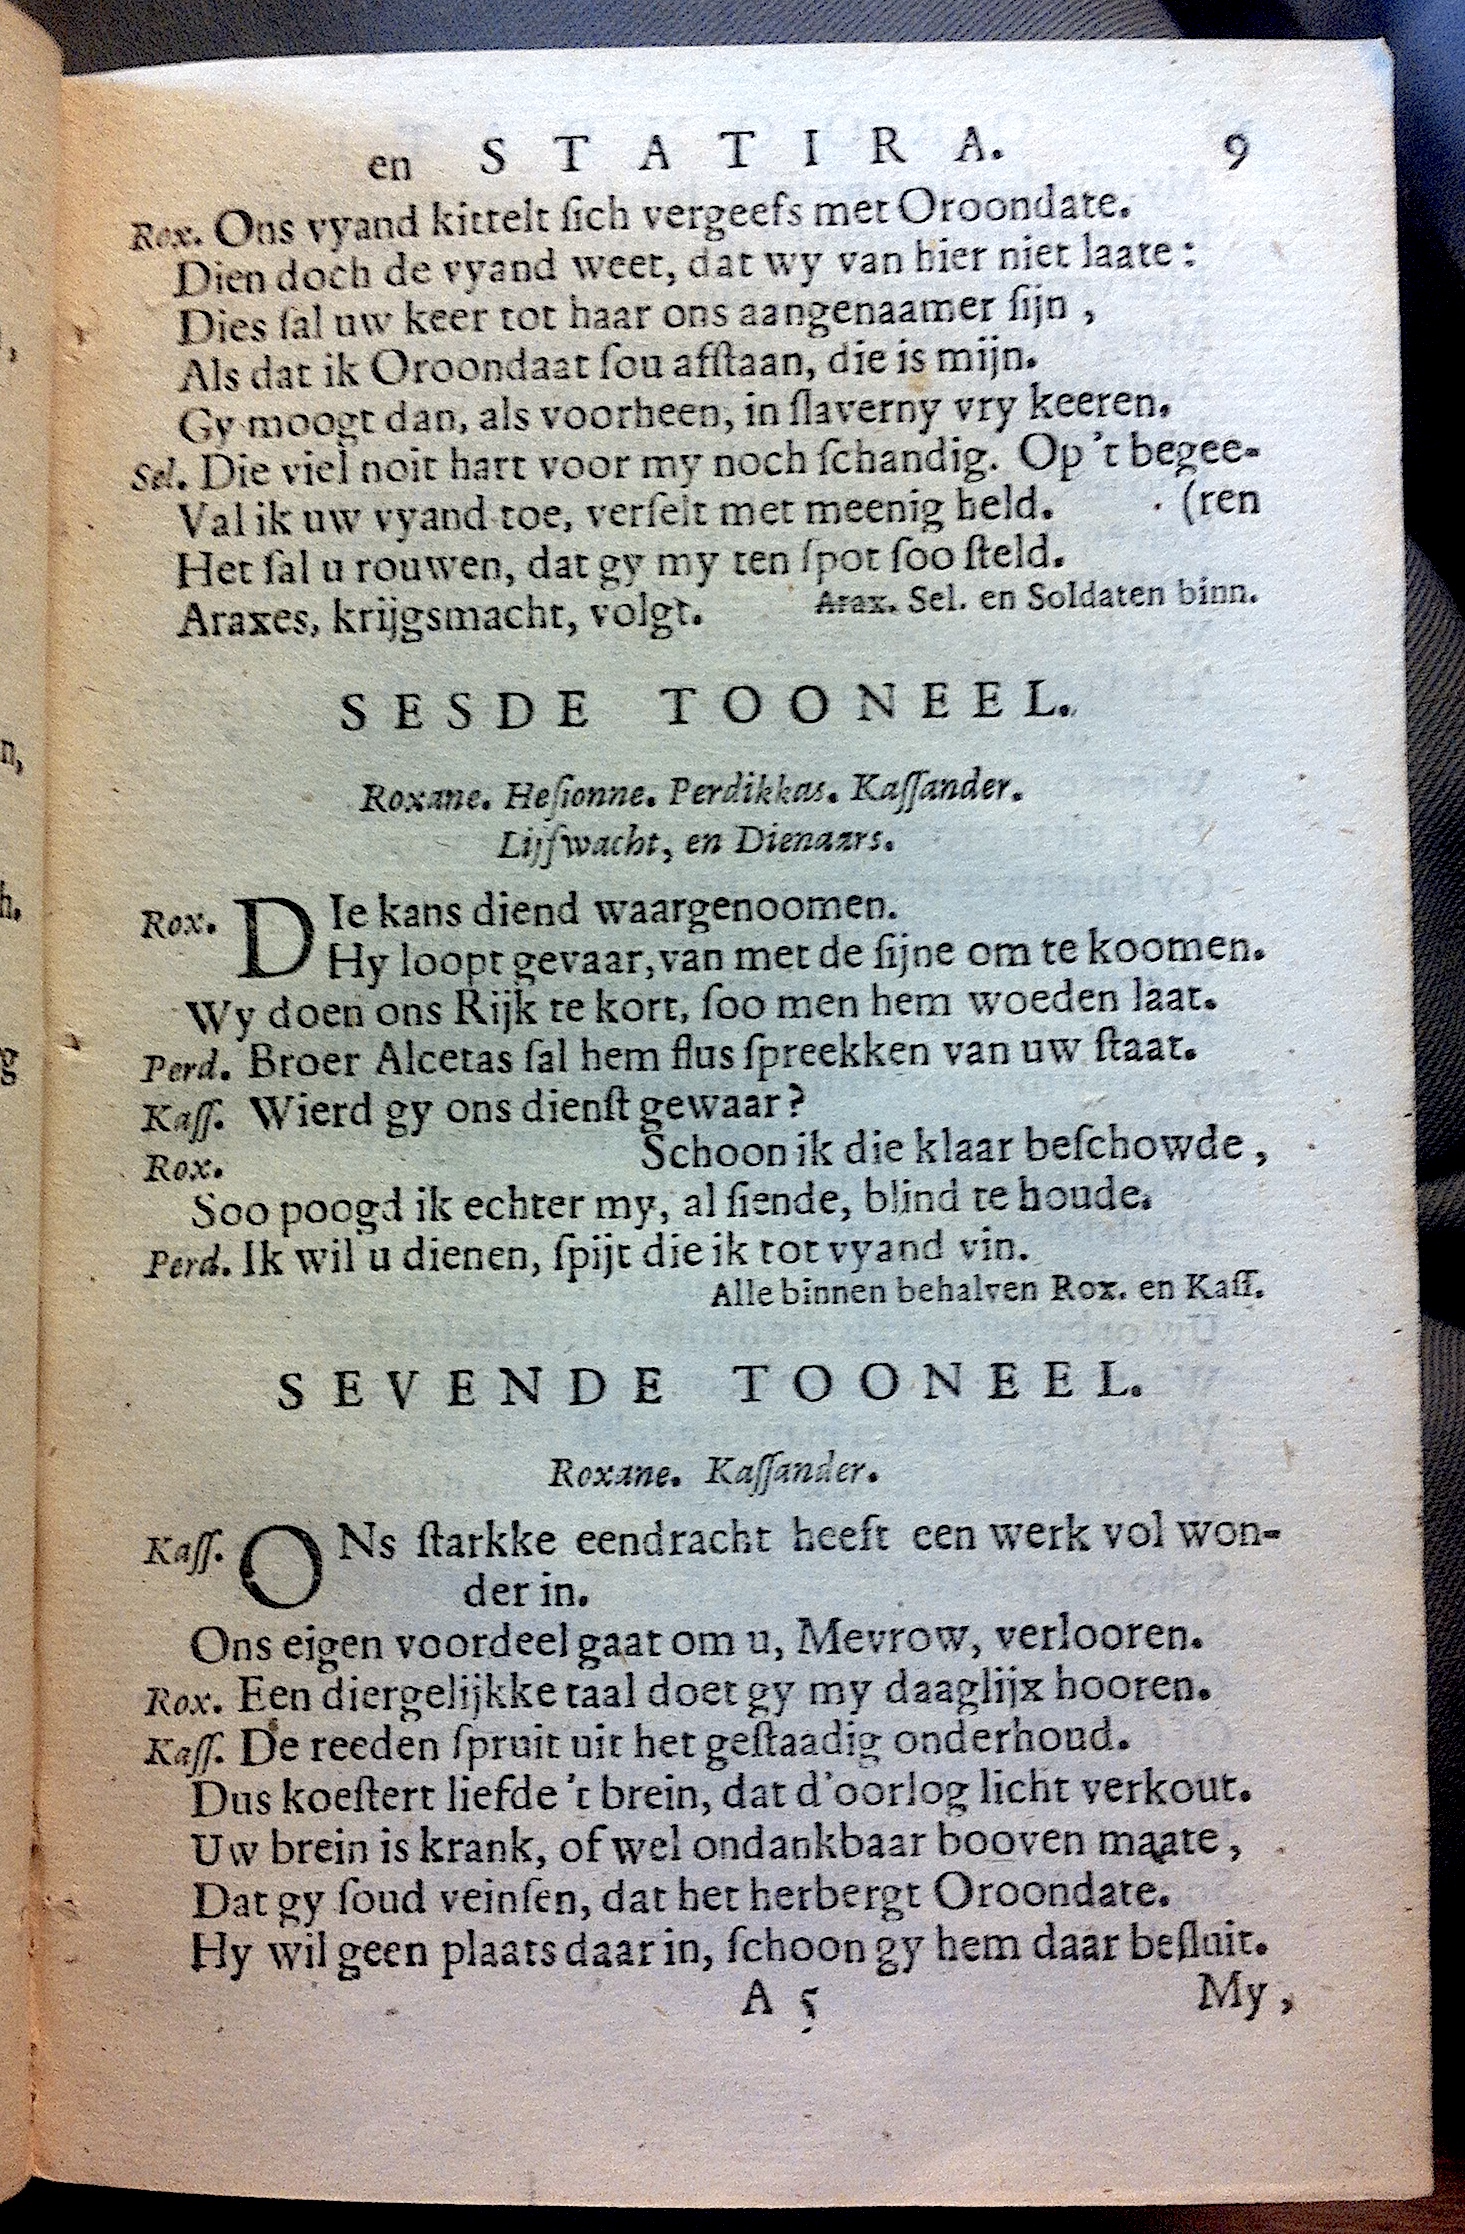 en STATIRA. 9
Rox. Ons vyand kittelt ſich vergeefs met Oroondate.
Dien doch de vyand weet, dat wy van hier niet laate:
Dies ſal uw keer tot haar ons aangenaamer ſijn,
Als dat ik Oroondaat ſou afſtaan, die is mijn.
Gy moogt dan, als voorheen, in ſlaverny vry keeren.
Sel. Die viel noit hart voor my noch ſchandig. Op 't begee-
Val ik uw vyand toe, verſelt met meenig held. (ren
Het ſal u rouwen, dat gy my ten ſpot ſoo ſteld.
Araxes, krijgsmacht, volgt. Arax. Sel. en Soldaten binn.
SESDE TOONEEL.
Roxane. Heſionne. Perdikkas. Kaſſander.
Lijfwacht, en Dienaars.
Rox. DIe kans diend waargenoomen.
Hy loopt gevaar, van met de ſijne om te koomen.
Wy doen ons Rijk te kort, ſoo men hem woeden laat.
Perd. Broer Alcetas ſal hem flus ſpreekken van uw ſtaat.
Kaſſ. Wierd gy ons dienſt gewaar?
Rox. Schoon ik die klaar beſchowde,
Soo poogd ik echter my, al ſiende, blind te houde.
Perd. Ik wil u dienen, ſpijt die ik tot vyand vin.
Alle binnen behalven Rox. en Kaſſ.
SEVENDE TOONEEL.
Roxane. Kaſſander.
Kaſſ. ONs ſtarkke eendracht heeft een werk vol won-
der in.
Ons eigen voordeel gaat om u, Mevrow, verlooren.
Rox. Een diergelijkke taal doet gy my daaglijx hooren.
Kaſſ. De reeden ſpruit uit het geſtaadig onderhoud.
Dus koeſtert liefde 't brein, dat d'oorlog licht verkout.
Uw brein is krank, of wel ondankbaar booven maate,
Dat gy ſoud veinſen, dat het herbergt Oroondate.
Hy wil geen plaats daar in, ſchoon gy hem daar beſluit.
A 5 My,